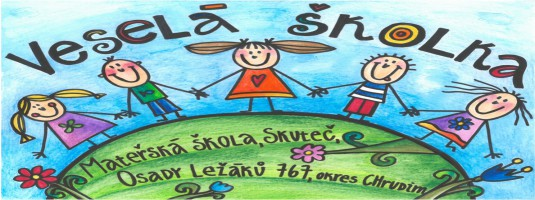 Veselá školka
Mateřská škola, Skuteč,
Osady Ležáků 767, okres Chrudim